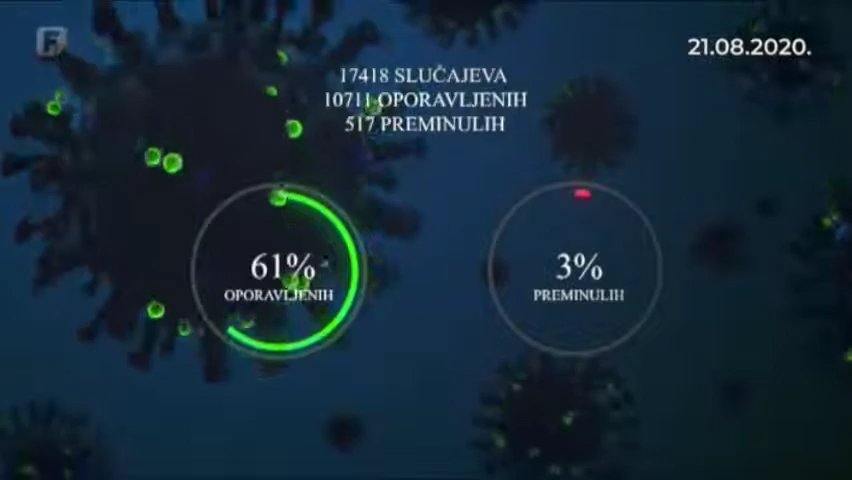 21.08.2020.
17418 SLUČAJEVA
10711 OPORAVLJENIH
517 PREMINULIH
61%
OPORAVLJENIH
3%
PREMINULIH